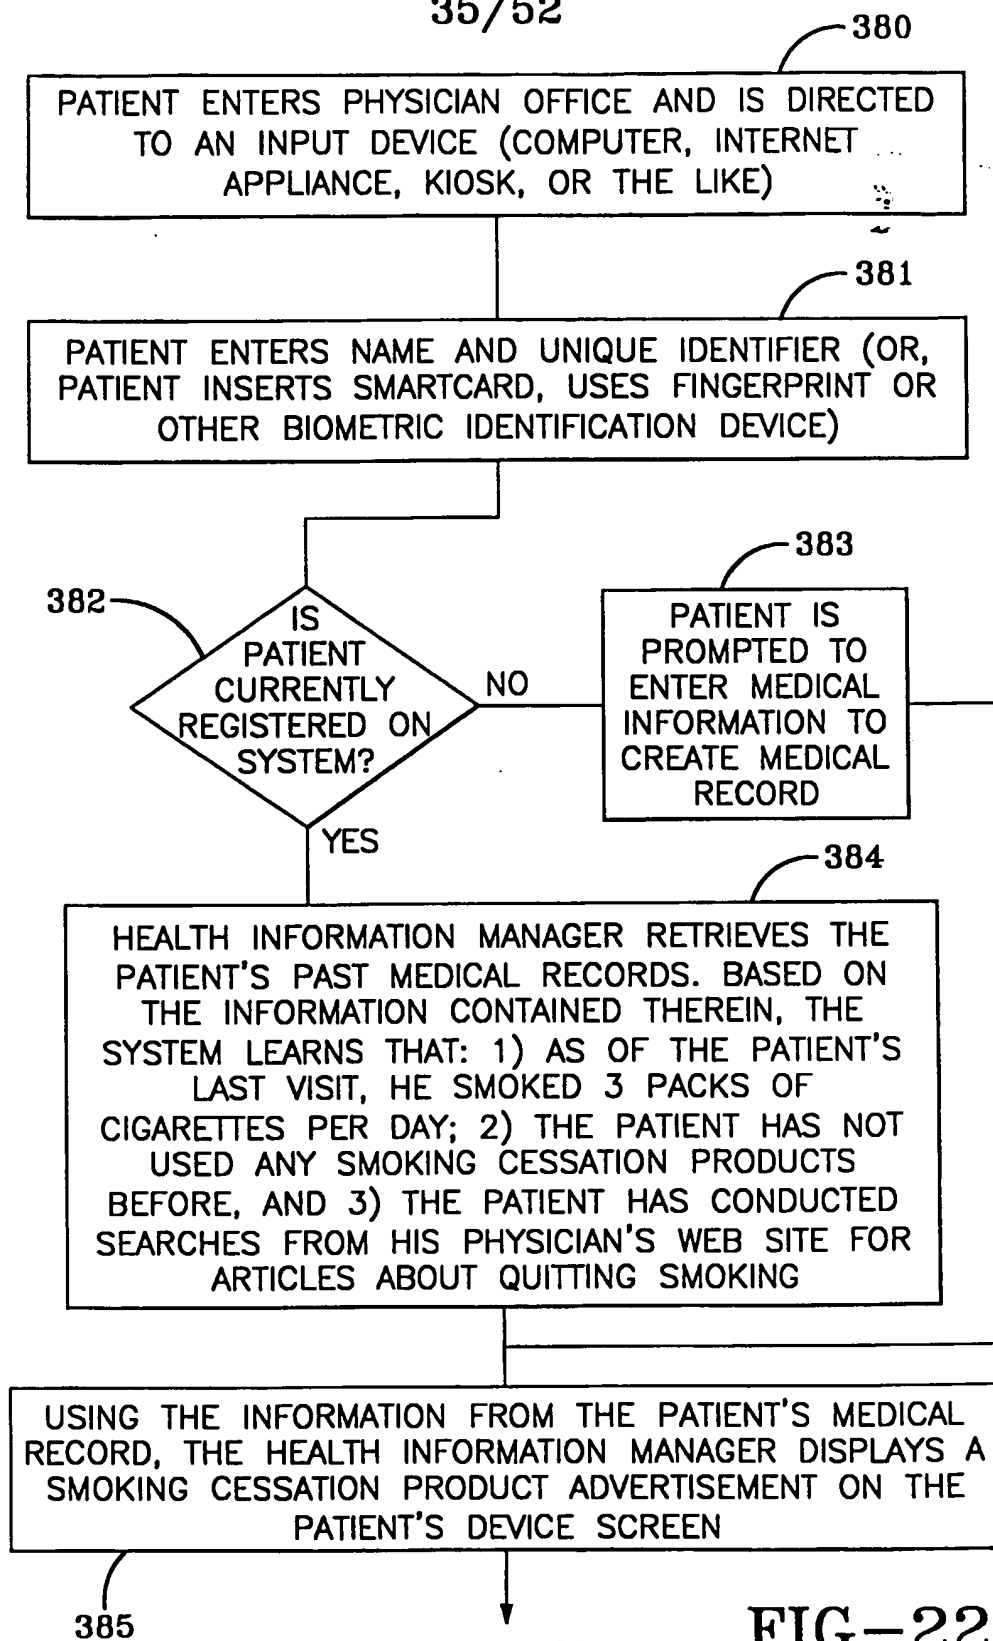 35/52
380
PATIENT ENTERS PHYSICIAN OFFICE AND IS DIRECTED
TO AN INPUT DEVICE (COMPUTER, INTERNET
APPLIANCE, KIOSK, OR THE LIKE)
381
PATIENT ENTERS NAME AND UNIQUE IDENTIFIER (OR,
PATIENT INSERTS SMARTCARD, USES FINGERPRINT OR
OTHER BIOMETRIC IDENTIFICATION DEVICE)
382
IS
PATIENT
CURRENTLY
REGISTERED ON
SYSTEM?
NO
383
PATIENT IS
PROMPTED TO
ENTER MEDICAL
INFORMATION TO
CREATE MEDICAL
RECORD
YES
384
HEALTH INFORMATION MANAGER RETRIEVES THE
PATIENT'S PAST MEDICAL RECORDS. BASED ON
THE INFORMATION CONTAINED THEREIN, THE
SYSTEM LEARNS THAT: 1) AS OF THE PATIENT'S
LAST VISIT, HE SMOKED 3 PACKS OF
CIGARETTES PER DAY; 2) THE PATIENT HAS NOT
USED ANY SMOKING CESSATION PRODUCTS
BEFORE, AND 3) THE PATIENT HAS CONDUCTED
SEARCHES FROM HIS PHYSICIAN'S WEB SITE FOR
ARTICLES ABOUT QUITTING SMOKING
USING THE INFORMATION FROM THE PATIENT'S MEDICAL
RECORD, THE HEALTH INFORMATION MANAGER DISPLAYS A
SMOKING CESSATION PRODUCT ADVERTISEMENT ON THE
PATIENT'S DEVICE SCREEN
385
FIG-22